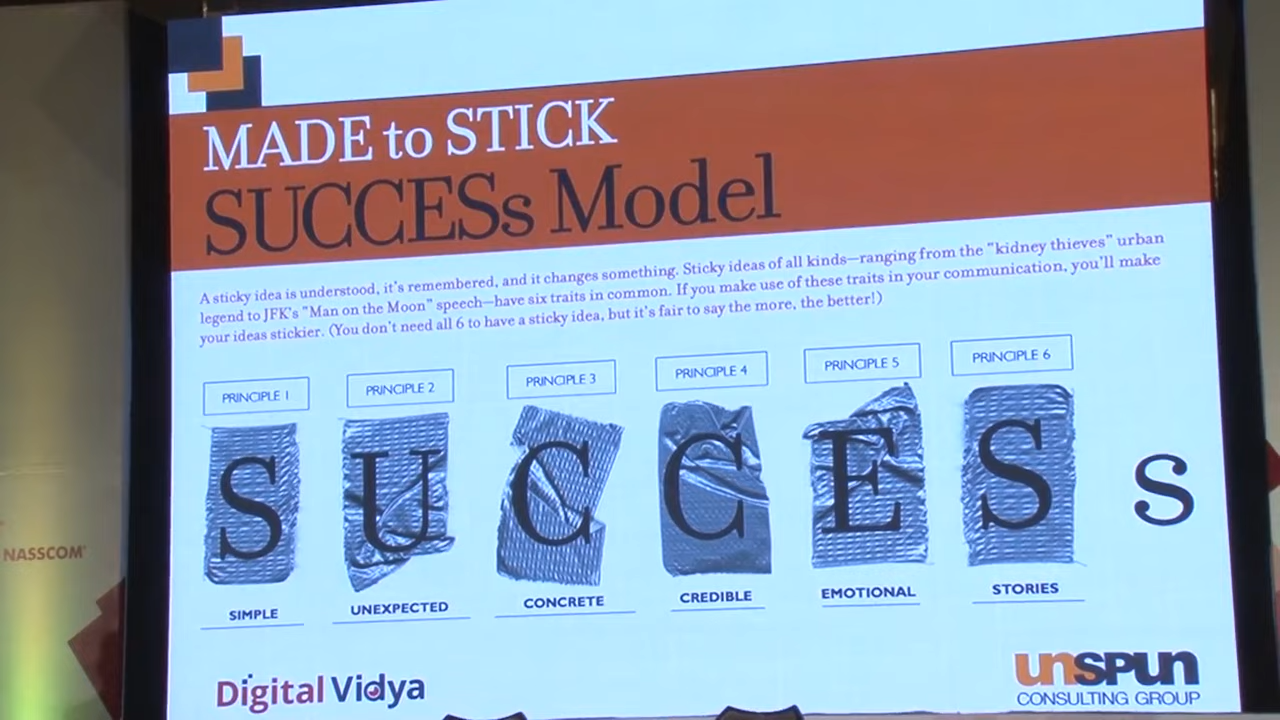 MADE to STICK
SUCCESs Model
A sticky idea is understood, it's remembered, and it changes something. Sticky ideas of all kinds—ranging from the "kidney thieves" urban
legend to JFK's "Man on the Moon" speech—have six traits in common. If you make use of these traits in your communication, you'll make
your ideas stickier. (You don't need all 6 to have a sticky idea, but it's fair to say the more, the better!)
PRINCIPLE 1 PRINCIPLE 2 PRINCIPLE 3 PRINCIPLE 4 PRINCIPLE 5 PRINCIPLE 6
S U C C E S s
NASSCOM
SIMPLE UNEXPECTED CONCRETE CREDIBLE EMOTIONAL STORIES
Digital Vidya
unspun
CONSULTING GROUP